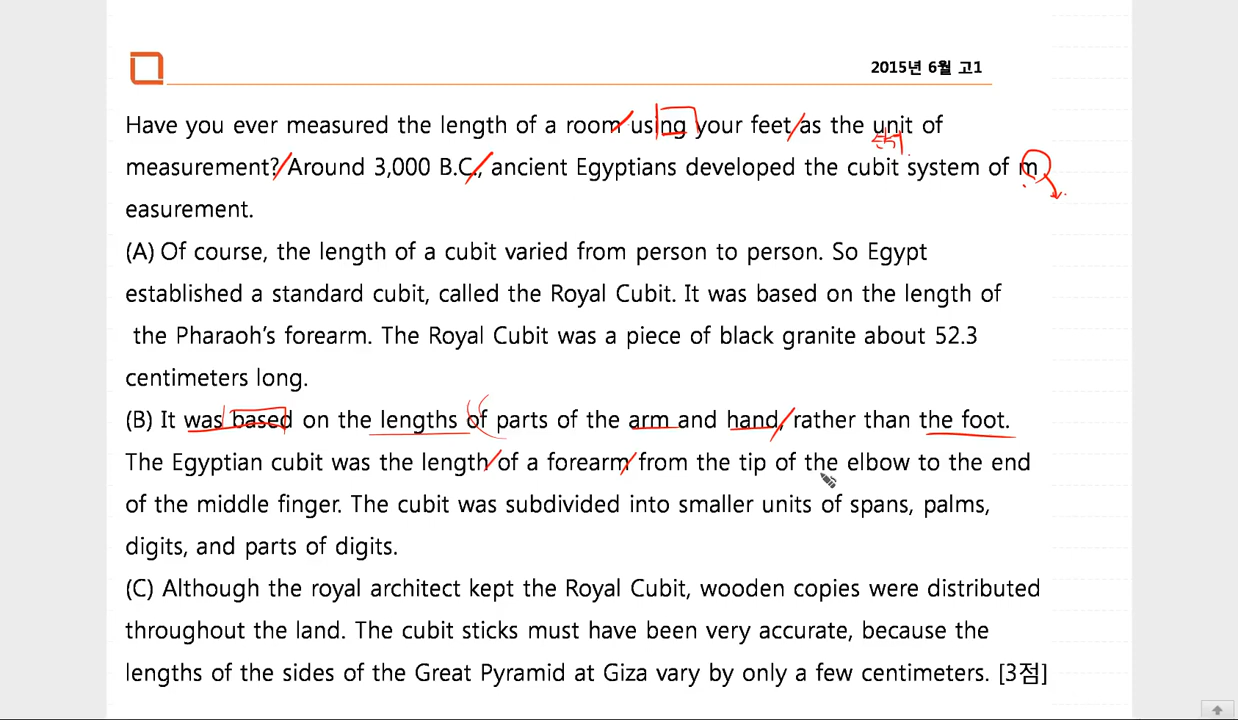 2015년 6월 고1
Have you ever measured the length of a room using your feet as the unit of
measurement? Around 3,000 B.C., ancient Egyptians developed the cubit system of m
easurement.
(A) Of course, the length of a cubit varied from person to person. So Egypt
established a standard cubit, called the Royal Cubit. It was based on the length of
the Pharaoh's forearm. The Royal Cubit was a piece of black granite about 52.3
centimeters long.
(B) It was based on the lengths of parts of the arm and hand, rather than the foot.
The Egyptian cubit was the length of a forearm from the tip of the elbow to the end
of the middle finger. The cubit was subdivided into smaller units of spans, palms,
digits, and parts of digits.
(C) Although the royal architect kept the Royal Cubit, wooden copies were distributed
throughout the land. The cubit sticks must have been very accurate, because the
lengths of the sides of the Great Pyramid at Giza vary by only a few centimeters. [3점]